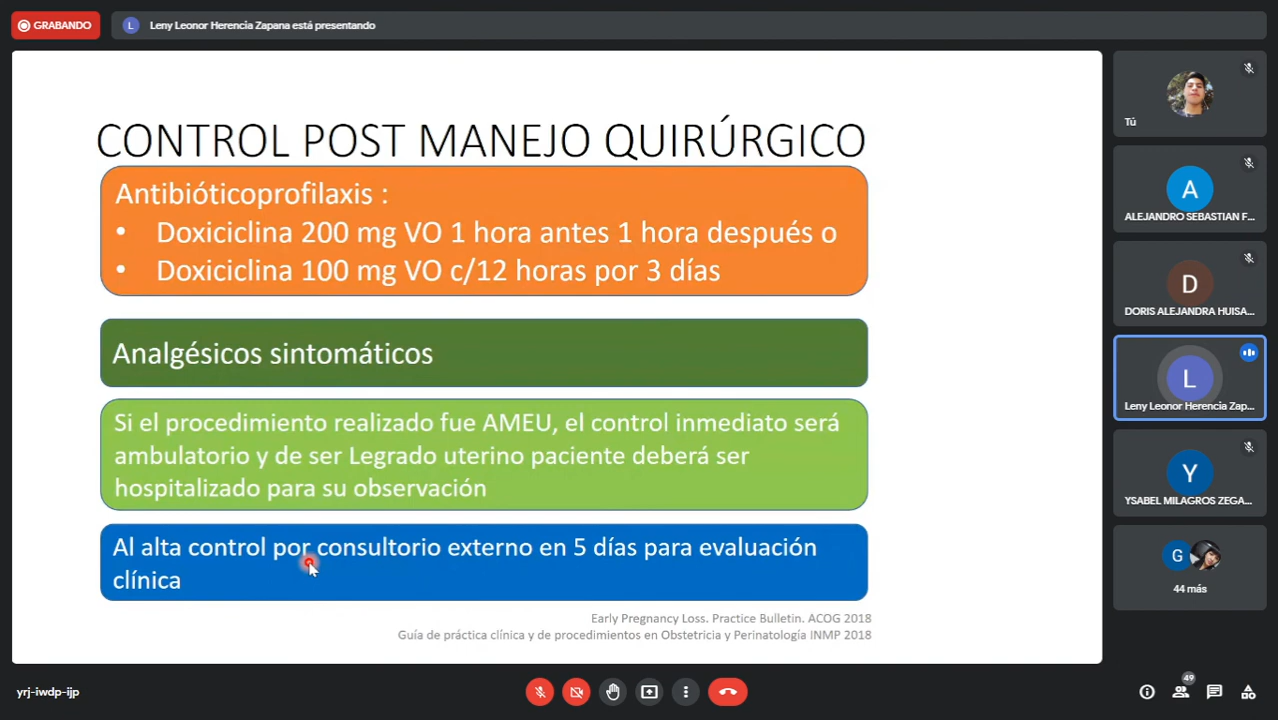 GRABANDO
L
Leny Leonor Herencia Zapana está presentando
CONTROL POST MANEJO QUIRÚRGICO
Antibióticoprofilaxis :
• Doxiciclina 200 mg VO 1 hora antes 1 hora después o
• Doxiciclina 100 mg VO c/12 horas por 3 días
Analgésicos sintomáticos
Si el procedimiento realizado fue AMEU, el control inmediato será
ambulatorio y de ser Legrado uterino paciente deberá ser
hospitalizado para su observación
Al alta control por consultorio externo en 5 días para evaluación
clínica
Early Pregnancy Loss. Practice Bulletin. ACOG 2018
Guía de práctica clínica y de procedimientos en Obstetricia y Perinatología INMP 2018
Tú
A
ALEJANDRO SEBASTIAN F...
D
DORIS ALEJANDRA HUISA...
L
Leny Leonor Herencia Zap...
Y
YSABEL MILAGROS ZEGA...
G
44 más
yrj-iwdp-ijp
49